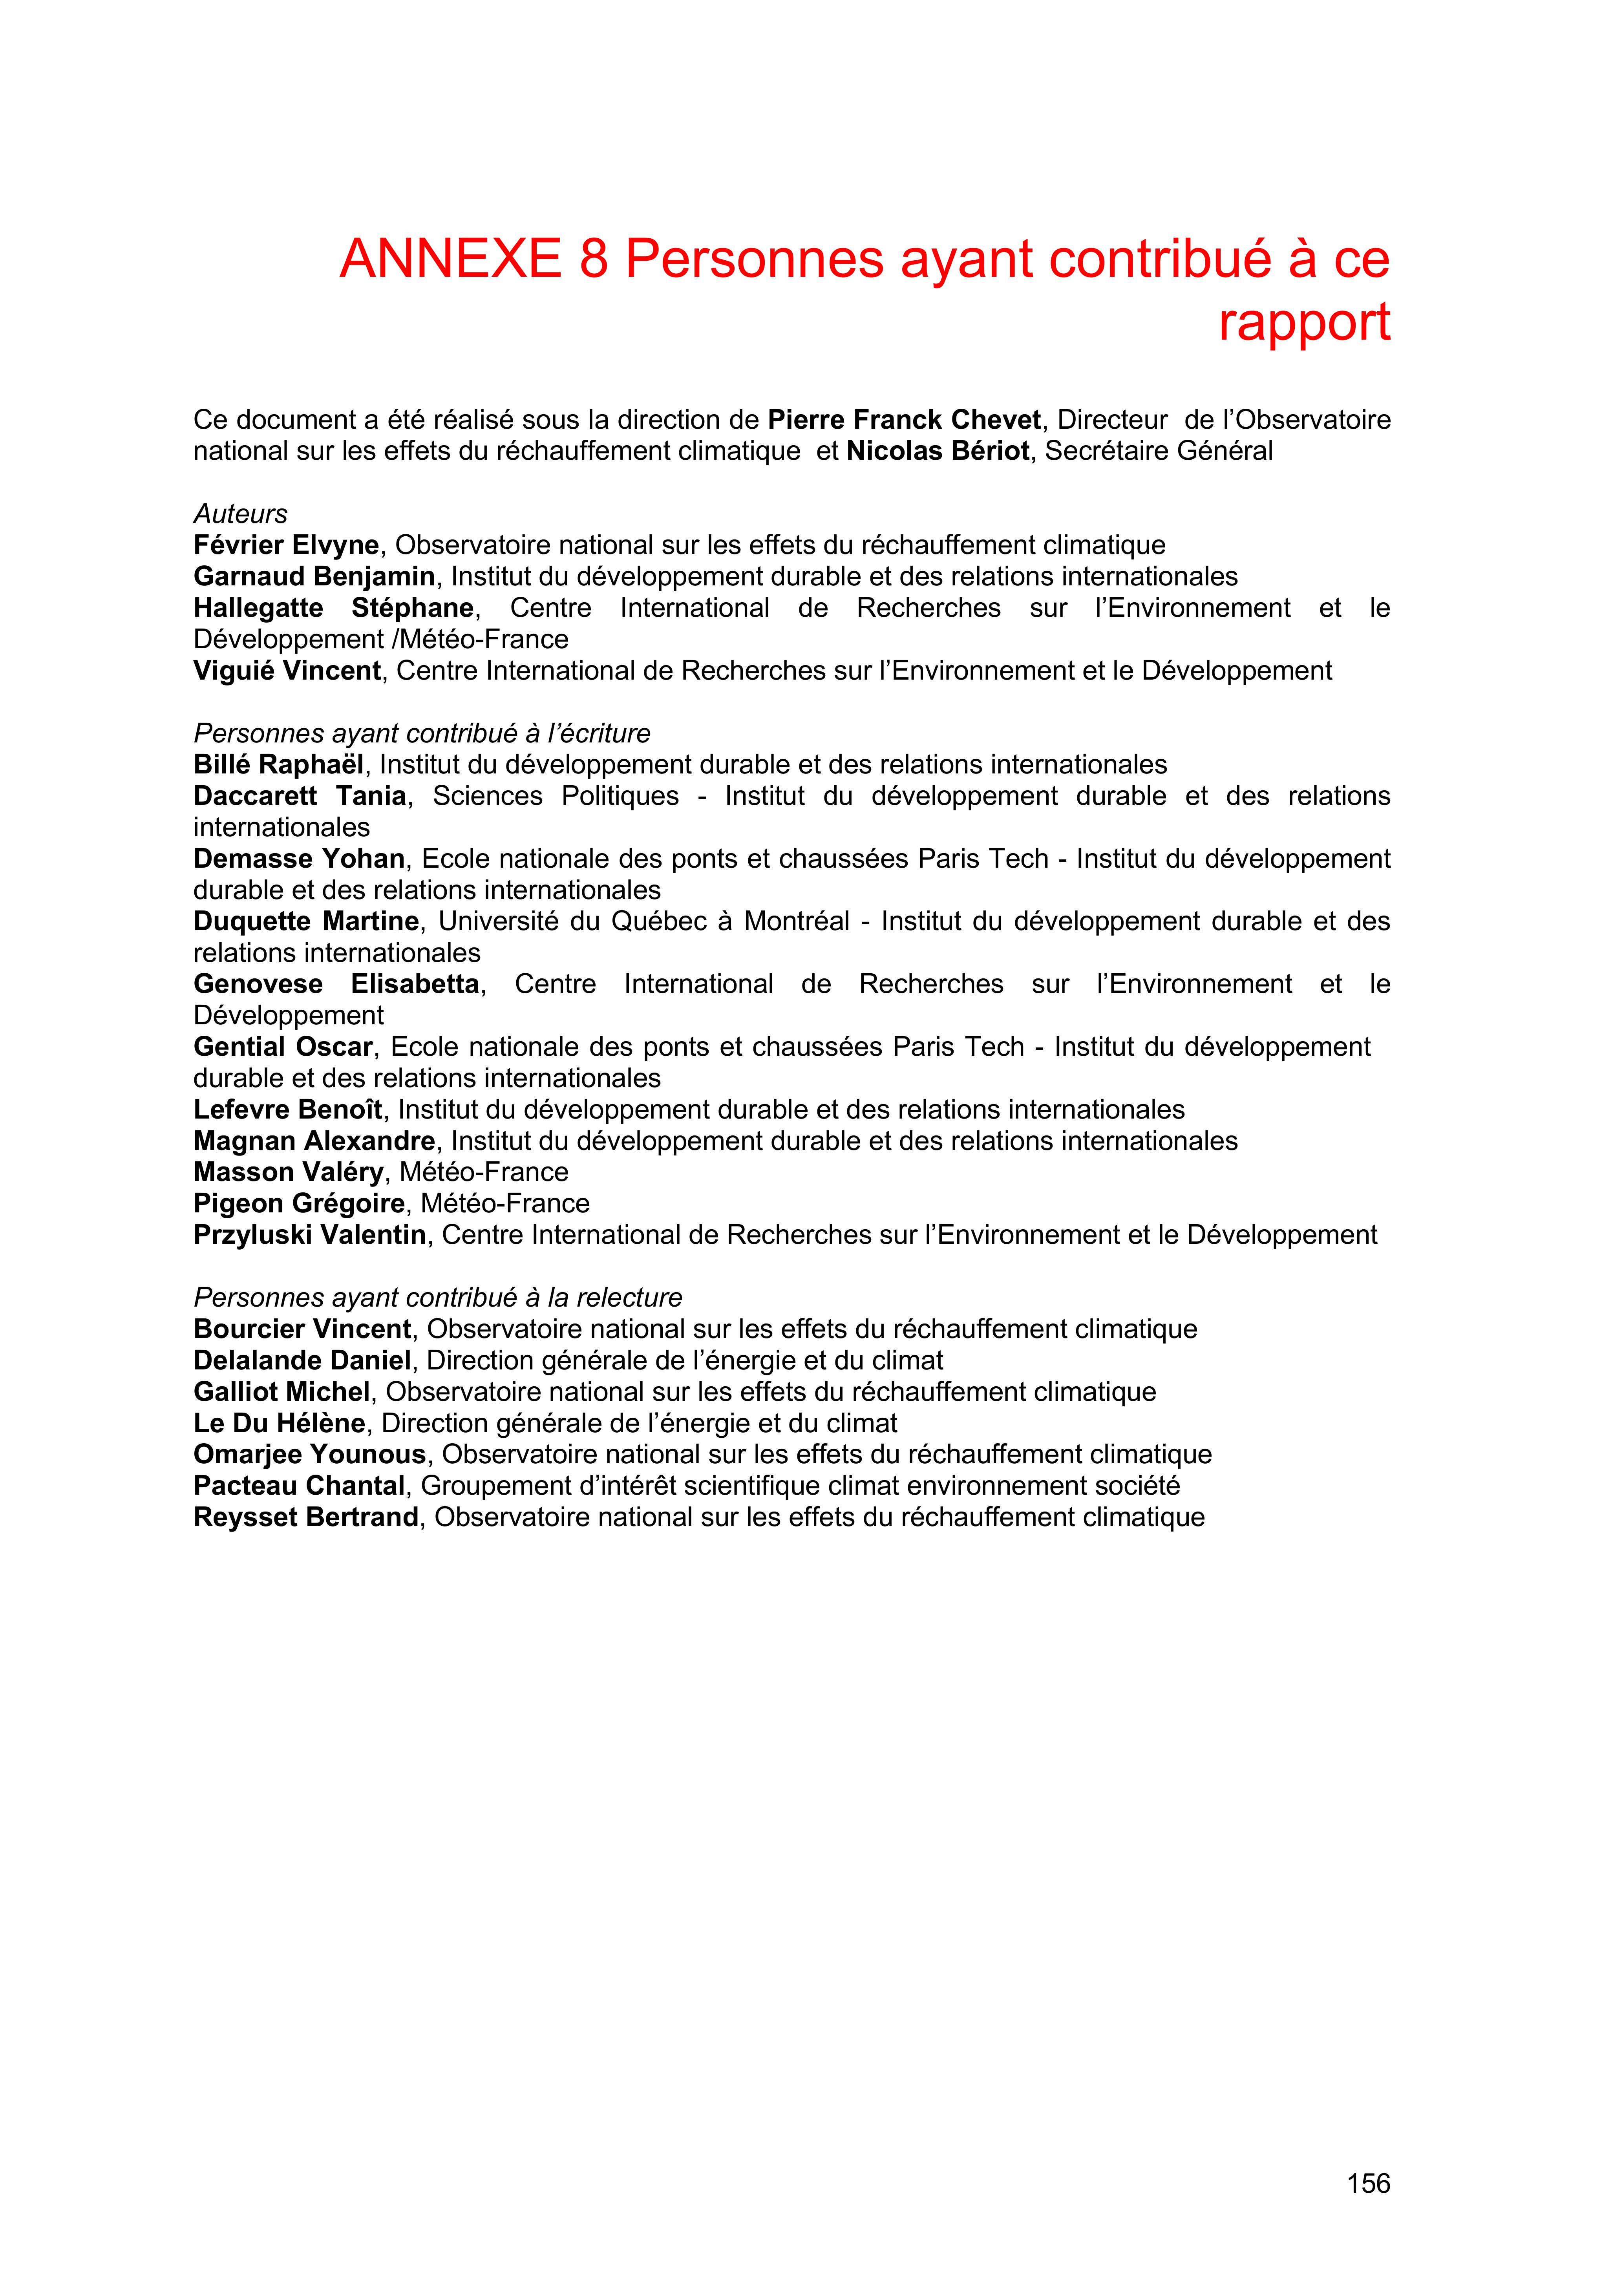 ANNEXE 8 Personnes ayant contribué à ce
rapport
Ce document a été réalisé sous la direction de Pierre Franck Chevet, Directeur de l’Observatoire
national sur les effets du réchauffement climatique et Nicolas Bériot, Secrétaire Général
Auteurs
Février Elvyne, Observatoire national sur les effets du réchauffement climatique
Garnaud Benjamin, Institut du développement durable et des relations internationales
Hallegatte Stéphane, Centre International de Recherches sur l’Environnement et le
Développement /Météo-France
Viguié Vincent, Centre International de Recherches sur l’Environnement et le Développement
Personnes ayant contribué à l’écriture
Billé Raphaël, Institut du développement durable et des relations internationales
Daccarett Tania, Sciences Politiques - Institut du développement durable et des relations
internationales
Demasse Yohan, Ecole nationale des ponts et chaussées Paris Tech - Institut du développement
durable et des relations internationales
Duquette Martine, Université du Québec à Montréal - Institut du développement durable et des
relations internationales
Genovese Elisabetta, Centre International de Recherches sur l’Environnement et le
Développement
Gential Oscar, Ecole nationale des ponts et chaussées Paris Tech - Institut du développement
durable et des relations internationales
Lefevre Benoît, Institut du développement durable et des relations internationales
Magnan Alexandre, Institut du développement durable et des relations internationales
Masson Valéry, Météo-France
Pigeon Grégoire, Météo-France
Przyluski Valentin, Centre International de Recherches sur l’Environnement et le Développement
Personnes ayant contribué à la relecture
Bourcier Vincent, Observatoire national sur les effets du réchauffement climatique
Delalande Daniel, Direction générale de l’énergie et du climat
Galliot Michel, Observatoire national sur les effets du réchauffement climatique
Le Du Hélène, Direction générale de l’énergie et du climat
Omarjee Younous, Observatoire national sur les effets du réchauffement climatique
Pacteau Chantal, Groupement d’intérêt scientifique climat environnement société
Reysset Bertrand, Observatoire national sur les effets du réchauffement climatique
156